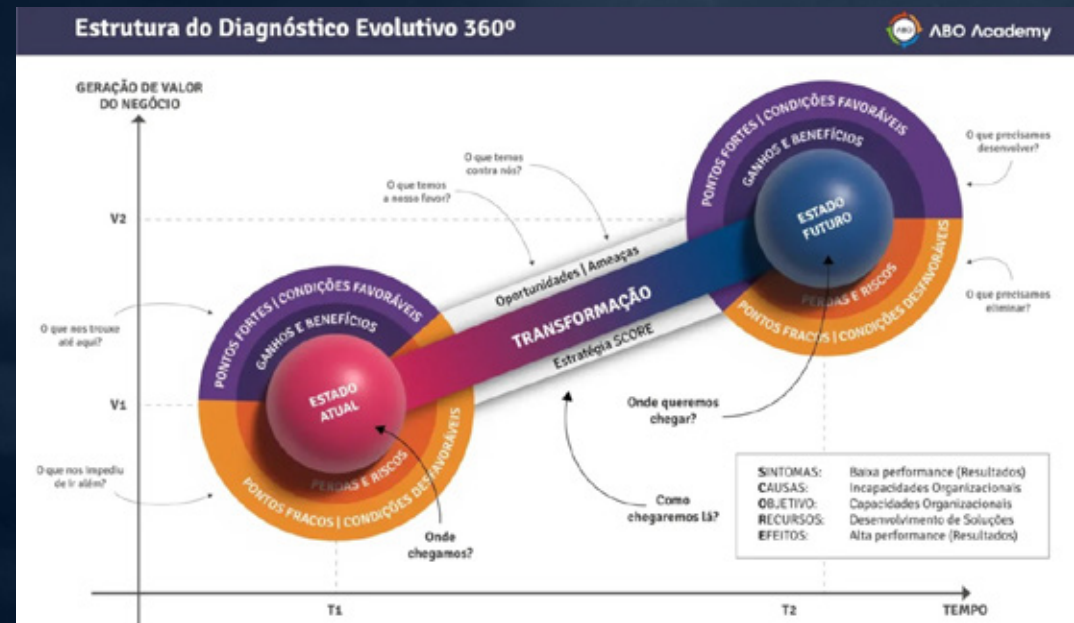 Estrutura do Diagnóstico Evolutivo 360º
ABO
ABO Academy
GERAÇÃO DE VALOR
DO NEGÓCIO
V2
V1
O que nos trouxe
até aqui?
O que nos impediu
de ir além?
PONTOS FORTES | CONDIÇÕES FAVORÁVEIS
GANHOS E BENEFÍCIOS
ESTADO
ATUAL
PERDAS E RISCOS
PONTOS FRACOS | CONDIÇÕES DESFAVORÁVEIS
Onde
chegamos?
O que temos
a nosso favor?
O que temos
contra nós?
Oportunidades | Ameaças
TRANSFORMAÇÃO
Estratégia SCORE
Como
chegaremos lá?
Onde queremos
chegar?
PONTOS FORTES | CONDIÇÕES FAVORÁVEIS
GANHOS E BENEFÍCIOS
ESTADO
FUTURO
PERDAS E RISCOS
PONTOS FRACOS | CONDIÇÕES DESFAVORÁVEIS
O que precisamos
desenvolver?
O que precisamos
eliminar?
SINTOMAS: Baixa performance (Resultados)
CAUSAS: Incapacidades Organizacionais
OBJETIVO: Capacidades Organizacionais
RECURSOS: Desenvolvimento de Soluções
EFEITOS: Alta performance (Resultados)
T1
T2
TEMPO